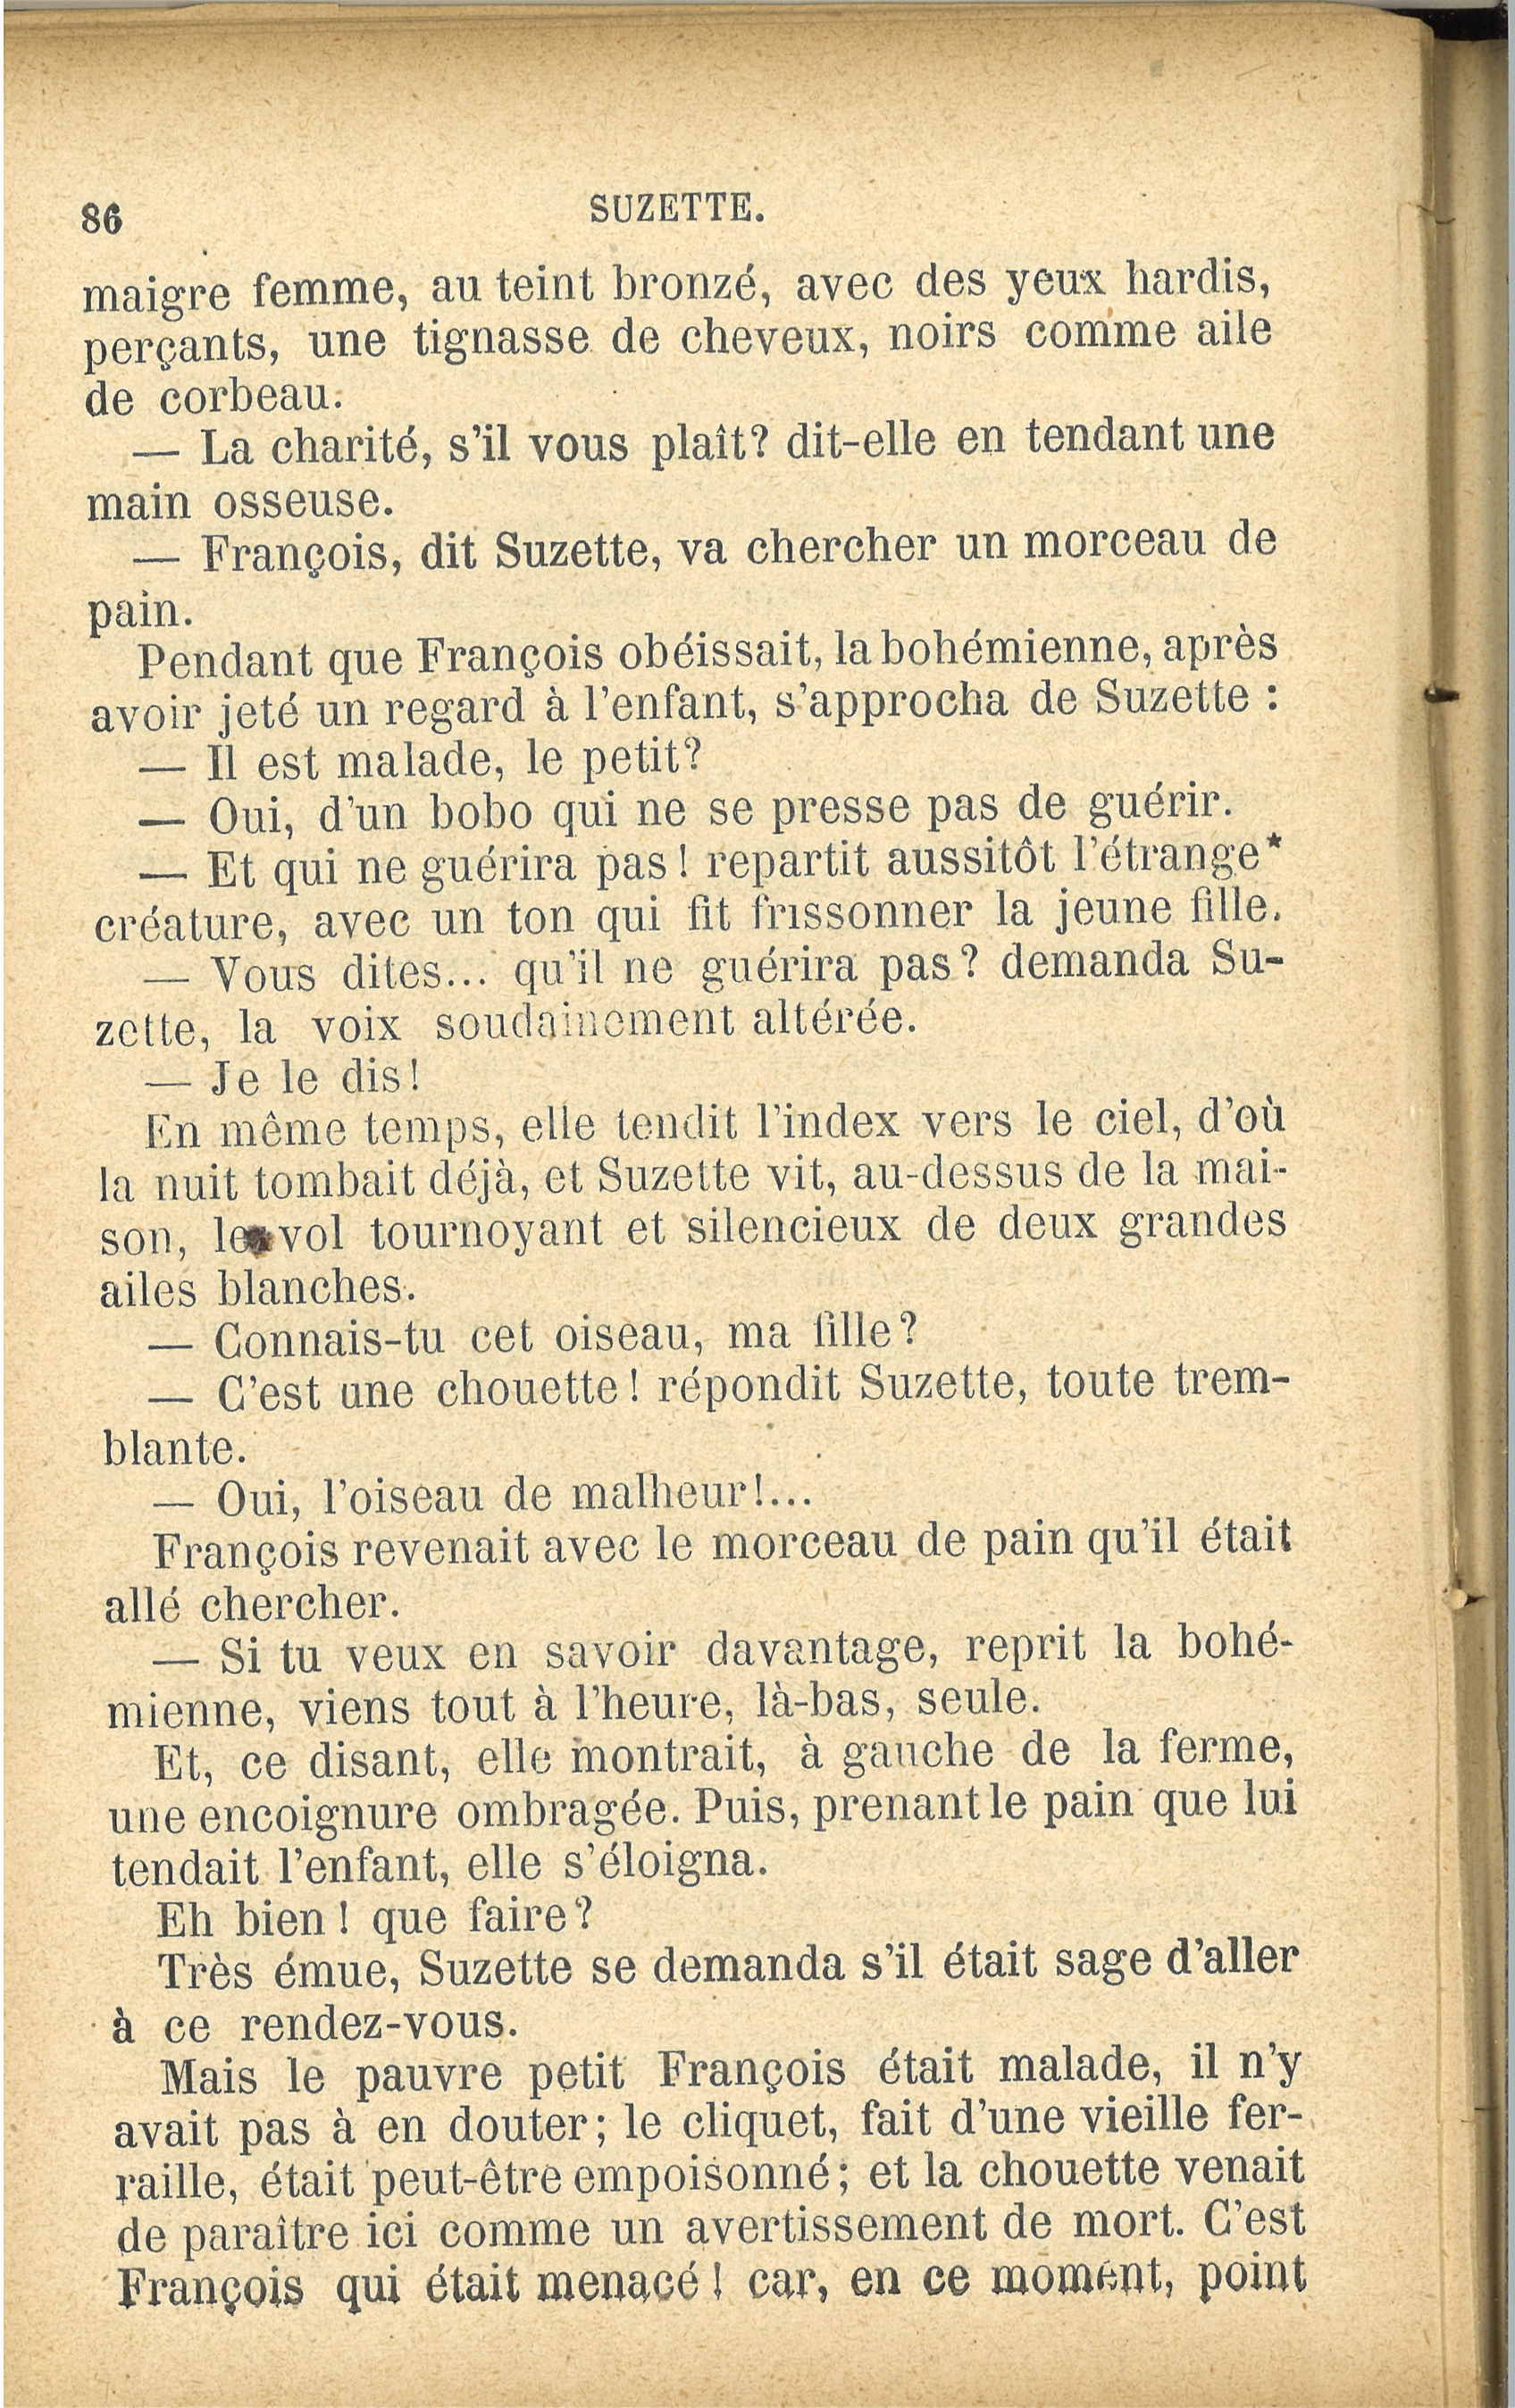 86
SUZETTE.
maigre femme, au teint bronzé, avec des yeux hardis,
perçants, une tignasse de cheveux, noirs comme aile
de corbeau.
— La charité, s'il vous plaît? dit-elle en tendant une
main osseuse.
— François, dit Suzette, va chercher un morceau de
pain.
Pendant que François obéissait, la bohémienne, après
avoir jeté un regard à l'enfant, s'approcha de Suzette :
— Il est malade, le petit?
— Oui, d'un bobo qui ne se presse pas de guérir.
— Et qui ne guérira pas ! repartit aussitôt l'étrange*
créature, avec un ton qui fit frissonner la jeune fille.
— Vous dites... qu'il ne guérira pas? demanda Su-
zette, la voix soudainement altérée.
— Je le dis!
En même temps, elle tendit l'index vers le ciel, d'où
la nuit tombait déjà, et Suzette vit, au-dessus de la mai-
son, le vol tournoyant et silencieux de deux grandes
ailes blanches.
— Connais-tu cet oiseau, ma fille?
— C'est une chouette! répondit Suzette, toute trem-
blante.
— Oui, l'oiseau de malheur!...
François revenait avec le morceau de pain qu'il était
allé chercher.
— Si tu veux en savoir davantage, reprit la bohé-
mienne, viens tout à l'heure, là-bas, seule.
Et, ce disant, elle montrait, à gauche de la ferme,
une encoignure ombragée. Puis, prenant le pain que lui
tendait l'enfant, elle s'éloigna.
Eh bien ! que faire?
Très émue, Suzette se demanda s'il était sage d'aller
à ce rendez-vous.
Mais le pauvre petit François était malade, il n'y
avait pas à en douter; le cliquet, fait d'une vieille fer-
raille, était peut-être empoisonné; et la chouette venait
de paraître ici comme un avertissement de mort. C'est
François qui était menacé ! car, en ce moment, point